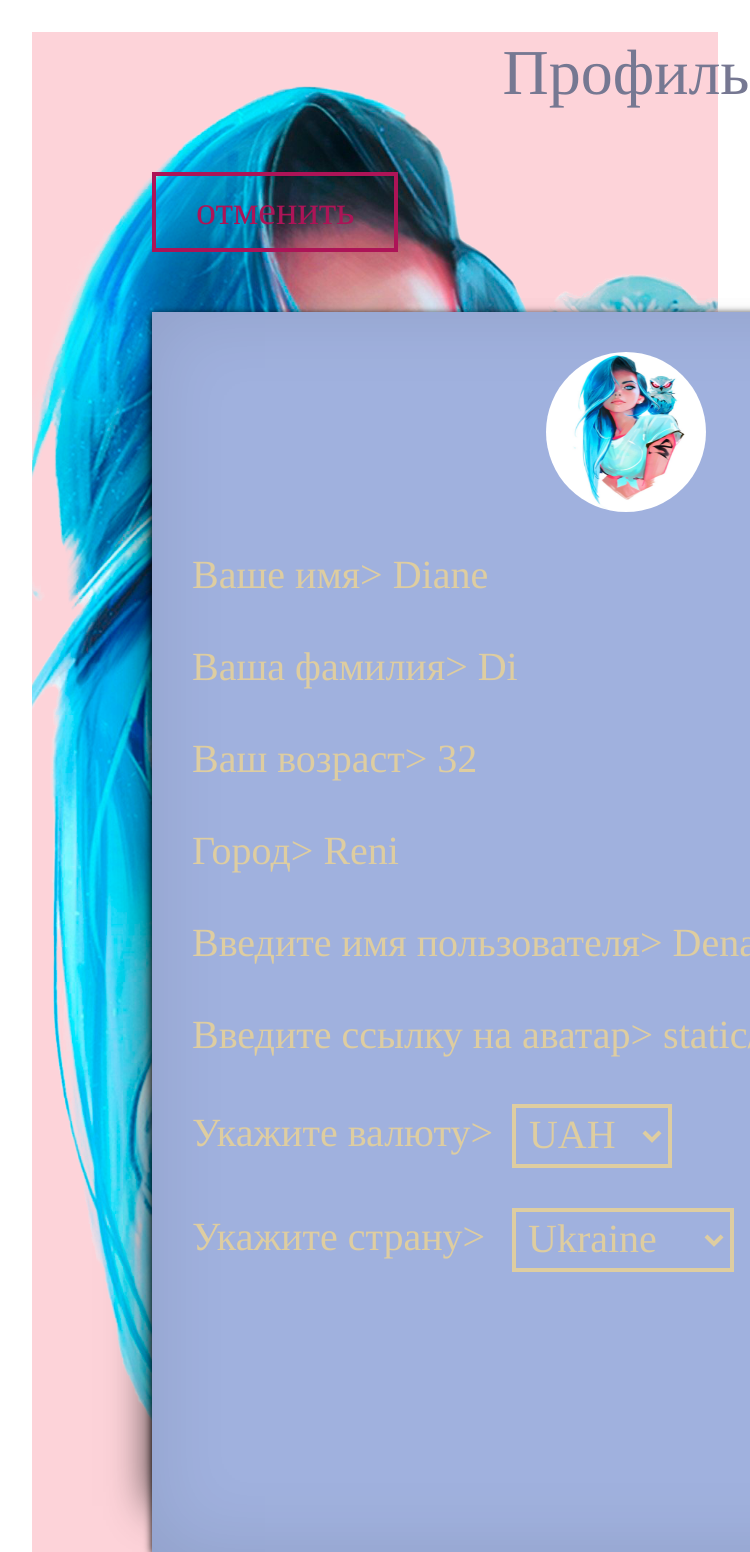 Профиль
отменить
Ваше имя> Diane
Ваша фамилия> Di
Ваш возраст> 32
Город> Reni
Введите имя пользователя> Dena
Введите ссылку на аватар> static
Укажите валюту> UAH
Укажите страну> Ukraine